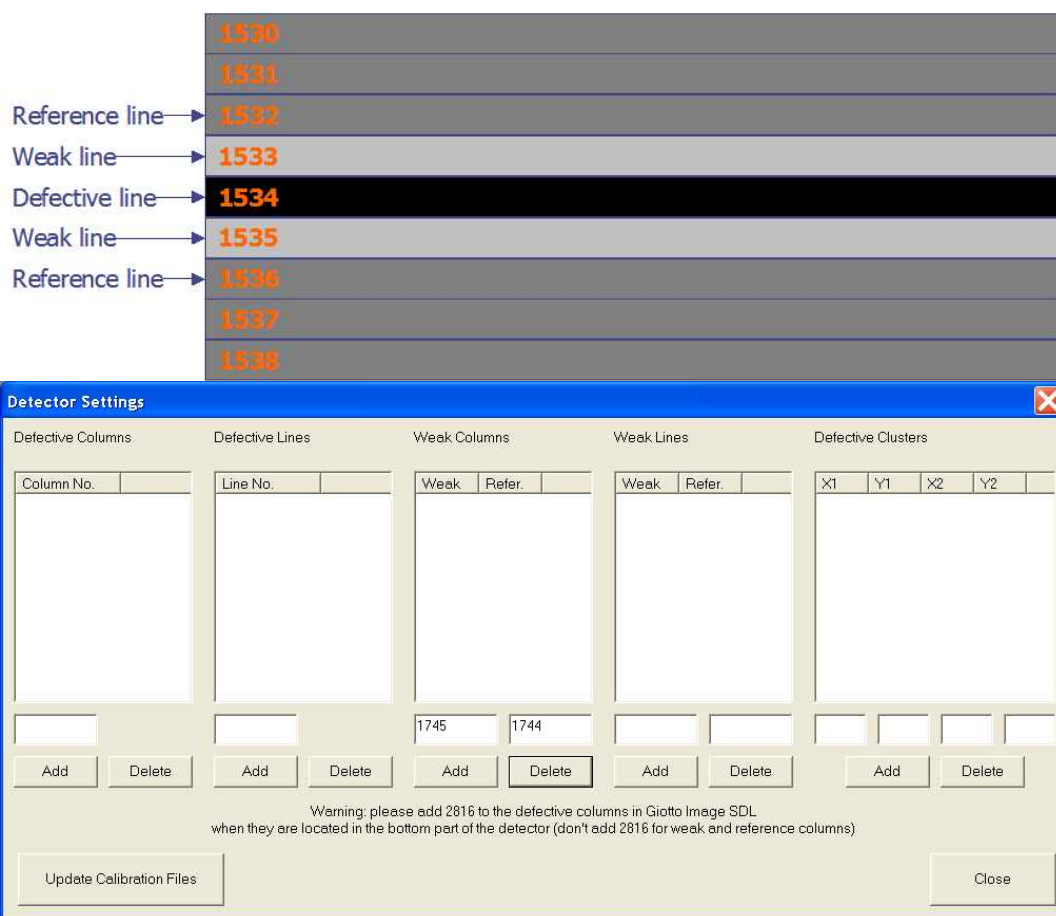 1530
1531
Reference line 1532
Weak line 1533
Defective line 1534
Weak line 1535
Reference line 1536
1537
1538
Detector Settings
Defective Columns Defective Lines Weak Columns Weak Lines Defective Clusters
Column No. Line No. Weak Refer. Weak Refer. X1 Y1 X2 Y2
1745 1744
Add Delete Add Delete Add Delete Add Delete Add Delete
Warning: please add 2816 to the defective columns in Giotto Image SDL
when they are located in the bottom part of the detector (don't add 2816 for weak and reference columns)
Update Calibration Files Close